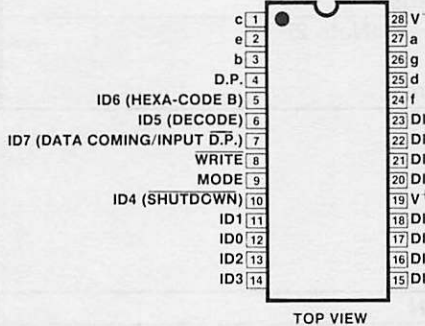 c 1 28 V
e 2 27 a
b 3 26 g
D.P. 4 25 d
ID6 (HEXA-CODE B) 5 24 f
ID5 (DECODE) 6 23
ID7 (DATA COMING/INPUT D.P.) 7 22
WRITE 8 21
MODE 9 20
ID4 (SHUTDOWN) 10 19 V
ID1 11 18
ID0 12 17
ID2 13 16
ID3 14 15
TOP VIEW